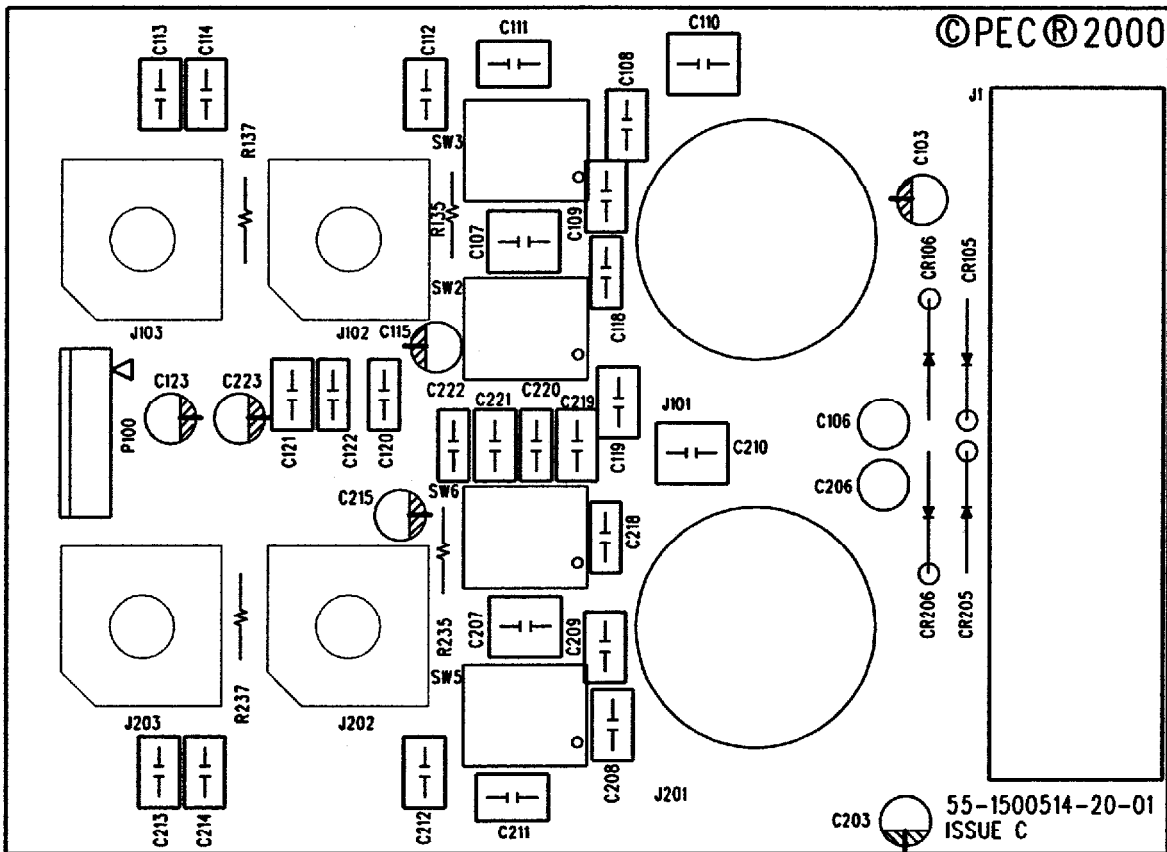 ©PEC®2000
C113
C114
C112
C111
C110
C108
J1
SW3
R137
C103
R135
C107
C109
CR106
CR105
SW2
J103
J102
C115
C118
C123
C223
C222
C221
C220
C219
J101
C106
P100
C121
C122
C120
C119
C210
C215
SW6
C206
C218
C207
C209
R235
CR206
CR205
SW5
R237
J203
J202
C208
J201
C213
C214
C212
C211
C203
55-1500514-20-01
ISSUE C